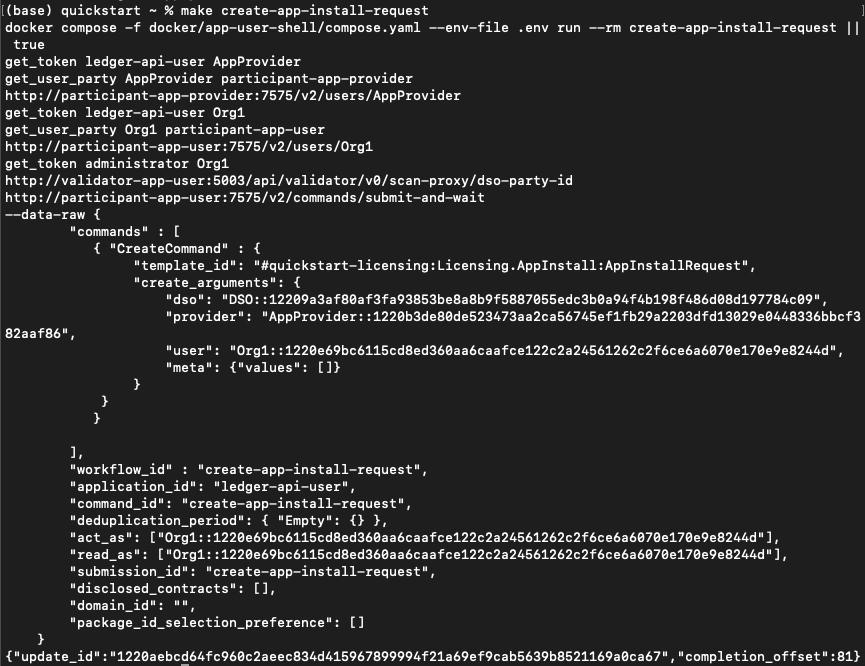 (base) quickstart ~ % make create-app-install-request
docker compose -f docker/app-user-shell/compose.yaml --env-file .env run --rm create-app-install-request ||
 true
get_token ledger-api-user AppProvider
get_user_party AppProvider participant-app-provider
http://participant-app-provider:7575/v2/users/AppProvider
get_token ledger-api-user Org1
get_user_party Org1 participant-app-user
http://participant-app-user:7575/v2/users/Org1
get_token administrator Org1
http://validator-app-user:5003/api/validator/v0/scan-proxy/dso-party-id
http://participant-app-user:7575/v2/commands/submit-and-wait
--data-raw {
        "commands" : [
           { "CreateCommand" : {
                "template_id": "#quickstart-licensing:Licensing.AppInstall:AppInstallRequest",
                "create_arguments": {
                    "dso": "DSO::12209a3af80af3fa93853be8a8b9f5887055edc3b0a94f4b198f486d08d197784c09",
                    "provider": "AppProvider::1220b3de80de523473aa2ca56745ef1fb29a2203dfd13029e0448336bbcf3
82aaf86",
                    "user": "Org1::1220e69bc6115cd8ed360aa6caafce122c2a24561262c2f6ce6a6070e170e9e8244d",
                    "meta": {"values": []}
                }
            }
           }
        ],
        "workflow_id" : "create-app-install-request",
        "application_id": "ledger-api-user",
        "command_id": "create-app-install-request",
        "deduplication_period": { "Empty": {} },
        "act_as": ["Org1::1220e69bc6115cd8ed360aa6caafce122c2a24561262c2f6ce6a6070e170e9e8244d"],
        "read_as": ["Org1::1220e69bc6115cd8ed360aa6caafce122c2a24561262c2f6ce6a6070e170e9e8244d"],
        "submission_id": "create-app-install-request",
        "disclosed_contracts": [],
        "domain_id": "",
        "package_id_selection_preference": []
    }
{"update_id":"1220aebcd64fc960c2aeec834d415967899994f21a69ef9cab5639b8521169a0ca67","completion_offset":81}